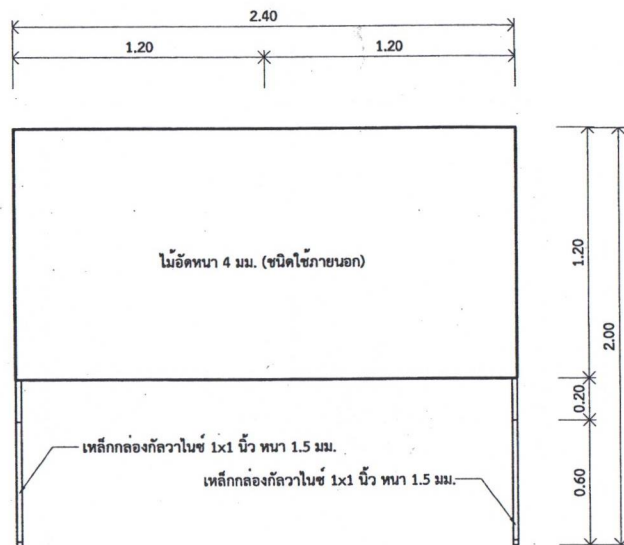 2.40
1.20 1.20
ไม้อัดหนา 4 มม. (ชนิดใช้ภายนอก)
1.20
2.00
0.20
0.60
เหล็กกล่องกัลวาไนซ์ 1x1 นิ้ว หนา 1.5 มม.
เหล็กกล่องกัลวาไนซ์ 1x1 นิ้ว หนา 1.5 มม.